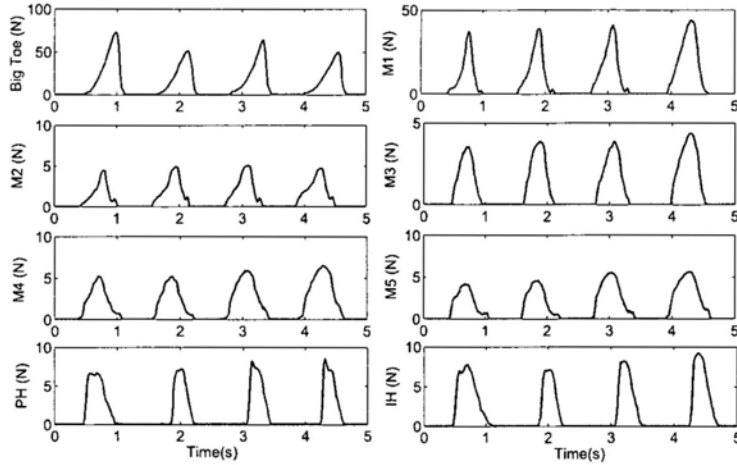 Big Toe (N) 100 50 0 0 1 2 3 4 5
M1 (N) 50 0 0 1 2 3 4 5
M2 (N) 10 5 0 0 1 2 3 4 5
M3 (N) 5 0 0 1 2 3 4 5
M4 (N) 10 5 0 0 1 2 3 4 5
M5 (N) 10 5 0 0 1 2 3 4 5
PH (N) 10 5 0 0 1 2 3 4 5
Time(s)
IH (N) 10 5 0 0 1 2 3 4 5
Time(s)